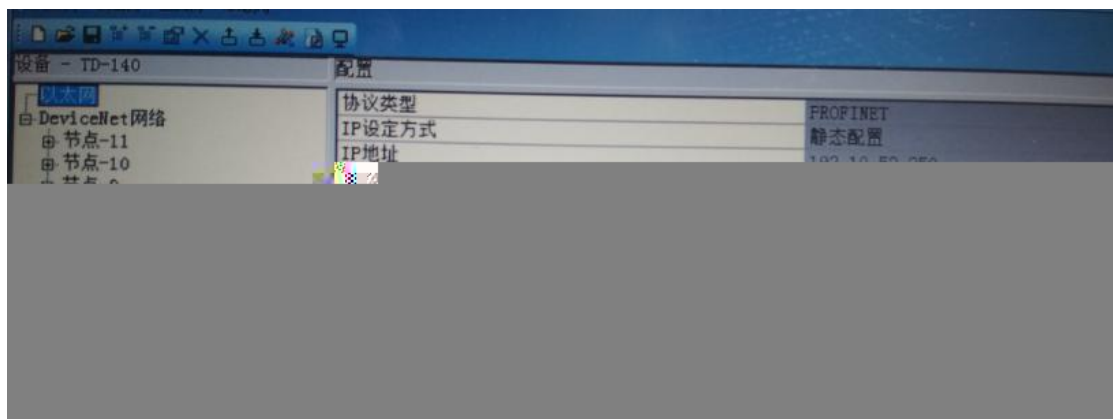 设备 - TD-140
配置
以太网
DeviceNet网络
节点-11
节点-10
协议类型
PROFINET
IP设定方式
静态配置
IP地址